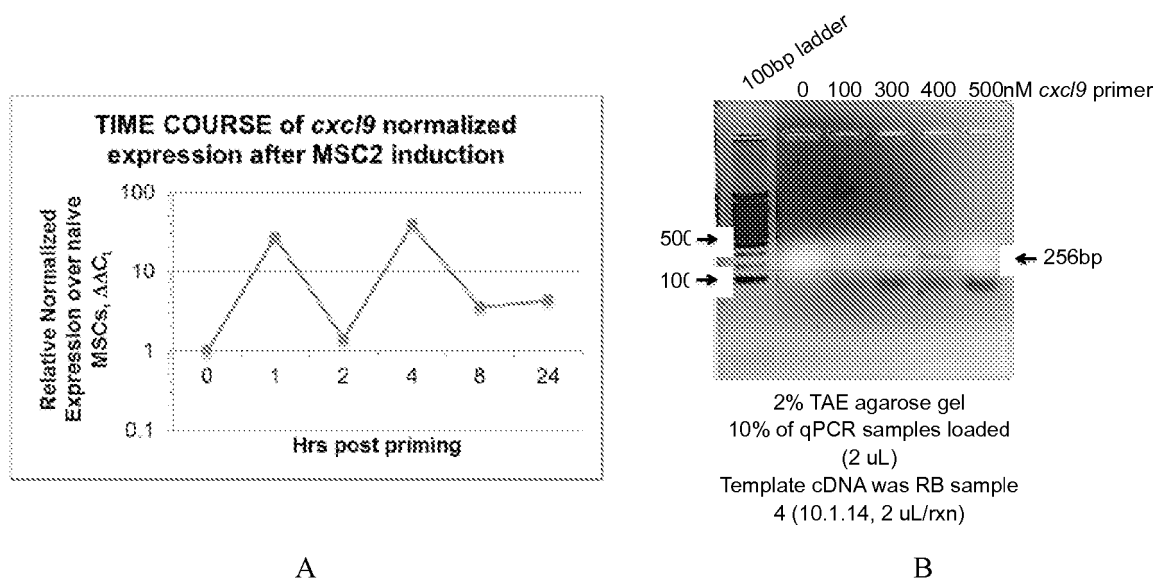 TIME COURSE of cxcl9 normalized
expression after MSC2 induction
Relative Normalized
Expression over naive
MSCs, ΔΔCt
100
10
1
0.1
0
1
2
4
8
24
Hrs post priming
A
100bp ladder
0 100 300 400 500nM cxcl9 primer
500
100
256bp
2% TAE agarose gel
10% of qPCR samples loaded
(2 uL)
Template cDNA was RB sample
4 (10.1.14, 2 uL/rxn)
B